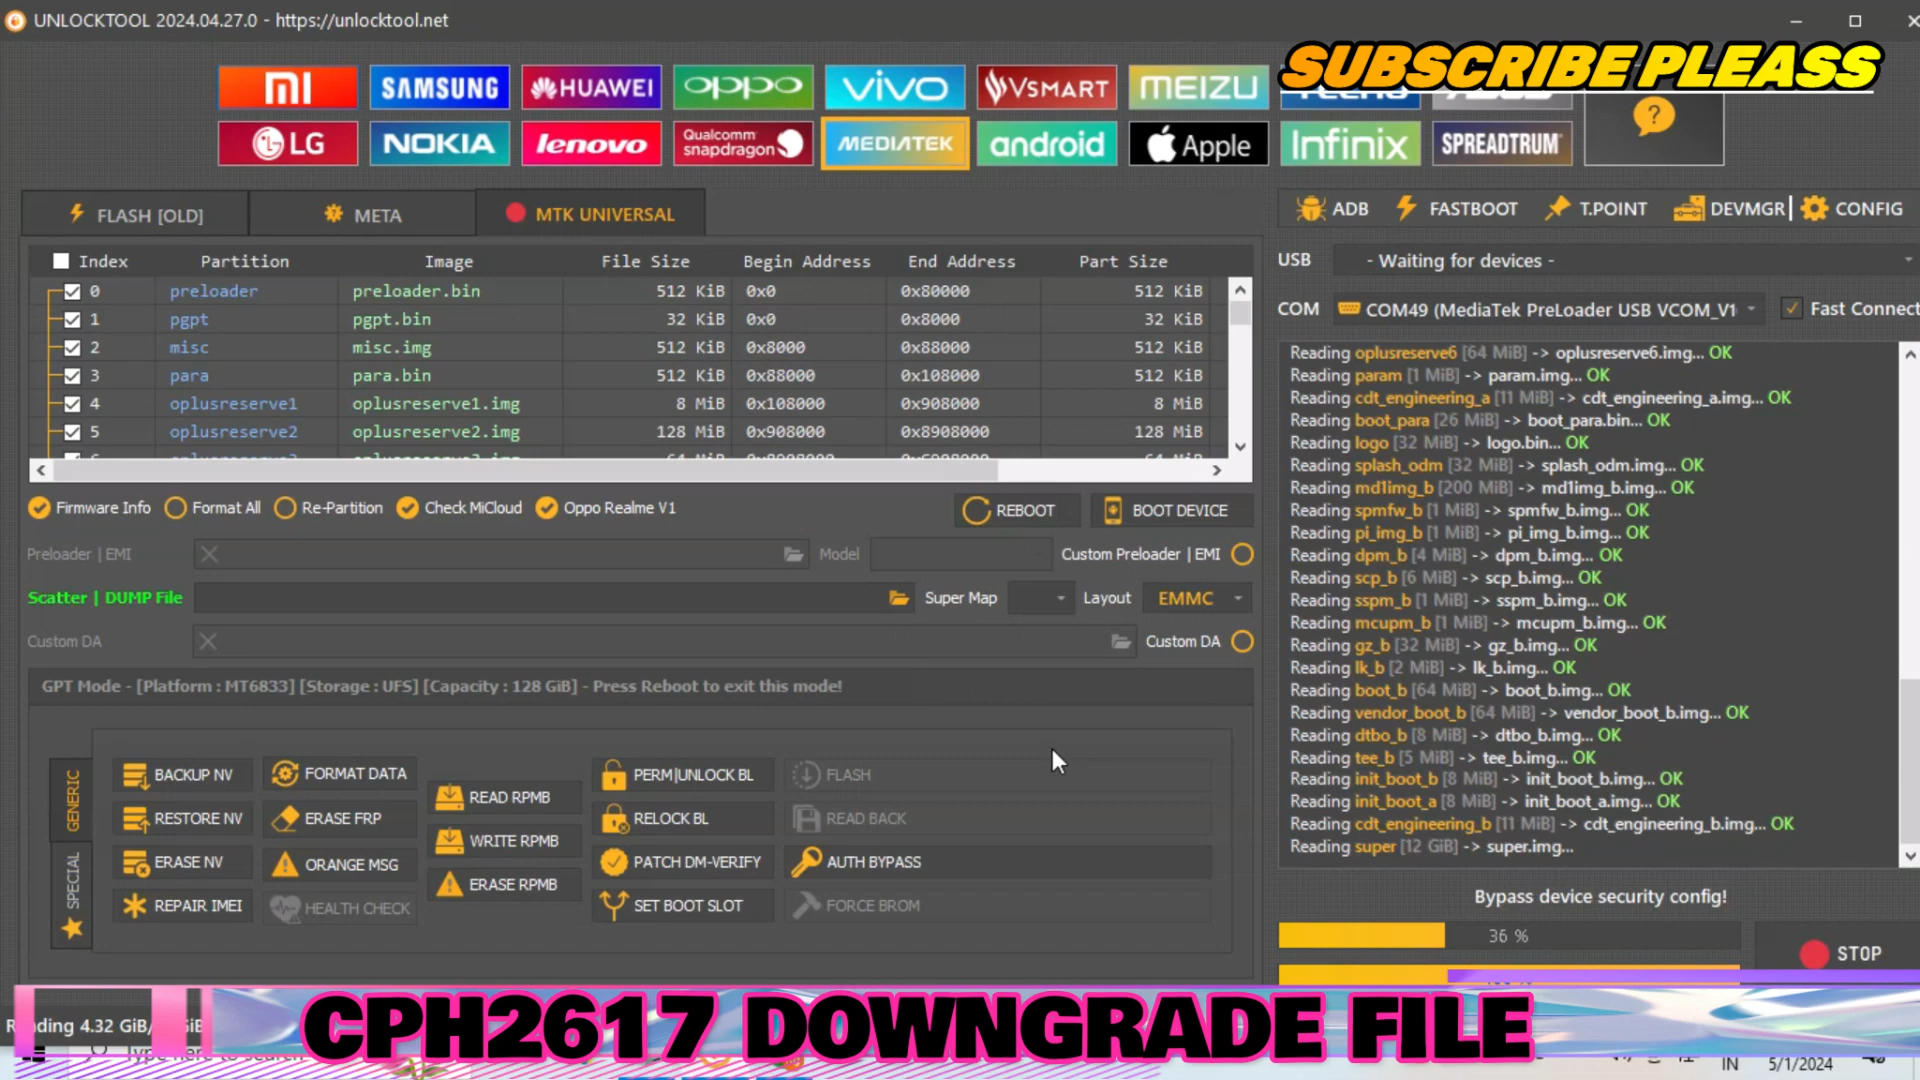 UNLOCKTOOL 2024.04.27.0 - https://unlocktool.net
SUBSCRIBE PLEASS
MI SAMSUNG HUAWEI oppo vivo VSMART MEIZU
LG NOKIA lenovo Qualcomm snapdragon MEDIATEK android Apple Infinix SPREADTRUM ?
FLASH [OLD] META MTK UNIVERSAL
ADB FASTBOOT T.POINT DEVMGR CONFIG
Index Partition Image File Size Begin Address End Address Part Size
0 preloader preloader.bin 512 KiB 0x0 0x80000 512 KiB
1 pgpt pgpt.bin 32 KiB 0x0 0x8000 32 KiB
2 misc misc.img 512 KiB 0x8000 0x88000 512 KiB
3 para para.bin 512 KiB 0x88000 0x108000 512 KiB
4 oplusreserve1 oplusreserve1.img 8 MiB 0x108000 0x908000 8 MiB
5 oplusreserve2 oplusreserve2.img 128 MiB 0x908000 0x8908000 128 MiB
Firmware Info Format All Re-Partition Check MiCloud Oppo Realme V1 REBOOT BOOT DEVICE
Preloader | EMI Model Custom Preloader | EMI
Scatter | DUMP File Super Map Layout EMMC
Custom DA Custom DA
GPT Mode - [Platform : MT6833] [Storage : UFS] [Capacity : 128 GiB] - Press Reboot to exit this mode!
GENERIC
SPECIAL
BACKUP NV FORMAT DATA READ RPMB PERM|UNLOCK BL FLASH
RESTORE NV ERASE FRP WRITE RPMB RELOCK BL READ BACK
ERASE NV ORANGE MSG ERASE RPMB PATCH DM-VERIFY AUTH BYPASS
REPAIR IMEI HEALTH CHECK SET BOOT SLOT FORCE BROM
USB - Waiting for devices -
COM COM49 (MediaTek PreLoader USB VCOM_V1 Fast Connect
Reading oplusreserve6 [64 MiB] -> oplusreserve6.img... OK
Reading param [1 MiB] -> param.img... OK
Reading cdt_engineering_a [11 MiB] -> cdt_engineering_a.img... OK
Reading boot_para [26 MiB] -> boot_para.bin... OK
Reading logo [32 MiB] -> logo.bin... OK
Reading splash_odm [32 MiB] -> splash_odm.img... OK
Reading md1img_b [200 MiB] -> md1img_b.img... OK
Reading spmfw_b [1 MiB] -> spmfw_b.img... OK
Reading pi_img_b [1 MiB] -> pi_img_b.img... OK
Reading dpm_b [4 MiB] -> dpm_b.img... OK
Reading scp_b [6 MiB] -> scp_b.img... OK
Reading sspm_b [1 MiB] -> sspm_b.img... OK
Reading mcupm_b [1 MiB] -> mcupm_b.img... OK
Reading gz_b [32 MiB] -> gz_b.img... OK
Reading lk_b [2 MiB] -> lk_b.img... OK
Reading boot_b [64 MiB] -> boot_b.img... OK
Reading vendor_boot_b [64 MiB] -> vendor_boot_b.img... OK
Reading dtbo_b [8 MiB] -> dtbo_b.img... OK
Reading tee_b [5 MiB] -> tee_b.img... OK
Reading init_boot_b [8 MiB] -> init_boot_b.img... OK
Reading init_boot_a [8 MiB] -> init_boot_a.img... OK
Reading cdt_engineering_b [11 MiB] -> cdt_engineering_b.img... OK
Reading super [12 GiB] -> super.img...
Bypass device security config!
36 %
STOP
4.32 GiB/
CPH2617 DOWNGRADE FILE
Type here to search
IN 5/1/2024